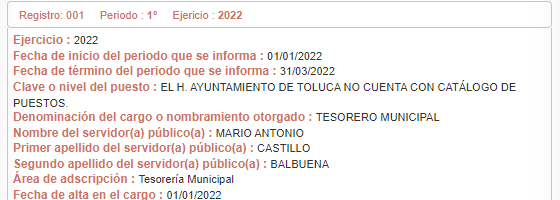 Registro: 001 Periodo : 1º Ejericio : 2022
Ejercicio : 2022
Fecha de inicio del periodo que se informa : 01/01/2022
Fecha de término del periodo que se informa : 31/03/2022
Clave o nivel del puesto : EL H. AYUNTAMIENTO DE TOLUCA NO CUENTA CON CATÁLOGO DE
PUESTOS.
Denominación del cargo o nombramiento otorgado : TESORERO MUNICIPAL
Nombre del servidor(a) público(a) : MARIO ANTONIO
Primer apellido del servidor(a) público(a) : CASTILLO
Segundo apellido del servidor(a) público(a) : BALBUENA
Área de adscripción : Tesorería Municipal
Fecha de alta en el cargo : 01/01/2022